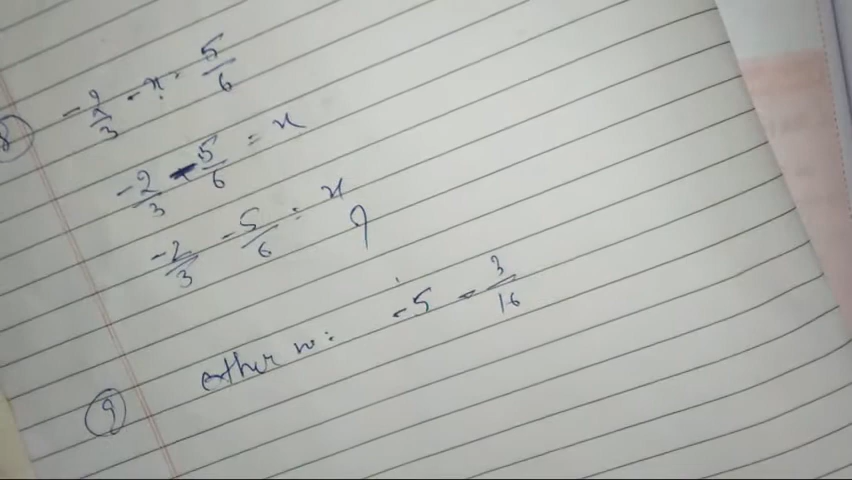 8 -2/3 - x = 5/6
-2/3 - 5/6 = x
-2/3 - 5/6 = x
9 other no: -5 - 3/16